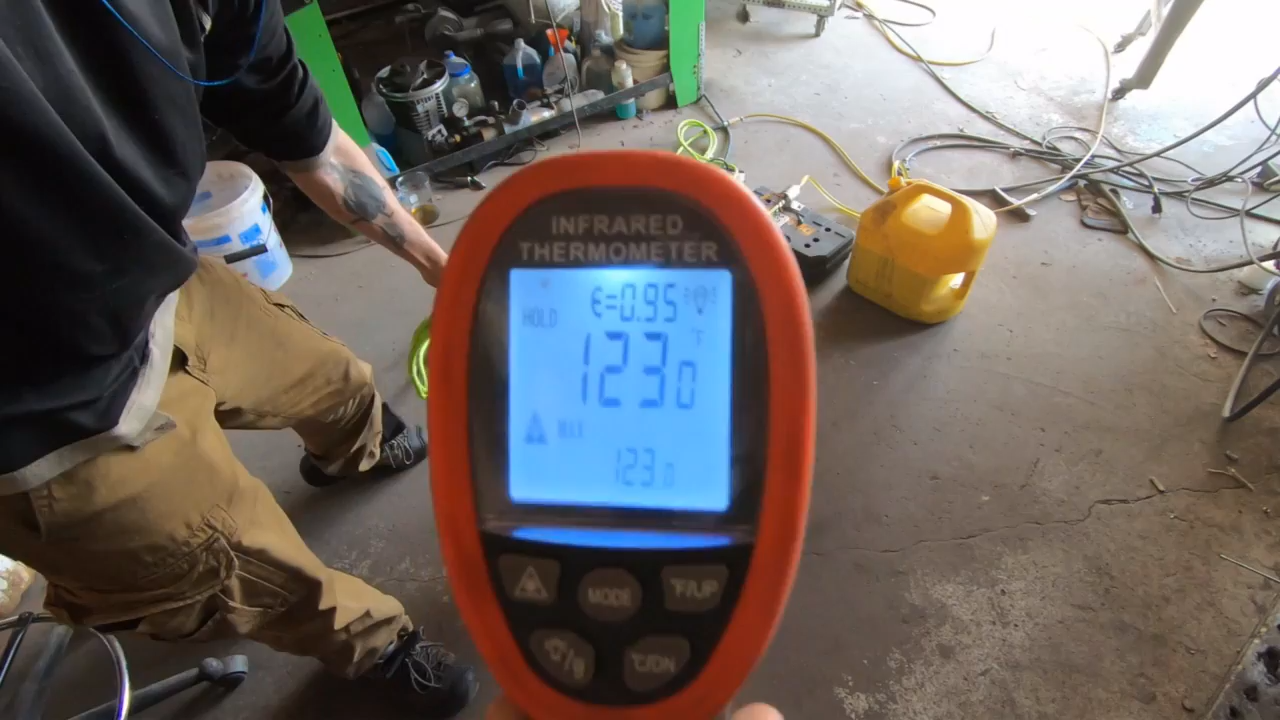 INFRARED
THERMOMETER
HOLD
ε=0.95
°F
123.0
MAX
123.0
MODE
°F/UP
°C/DN